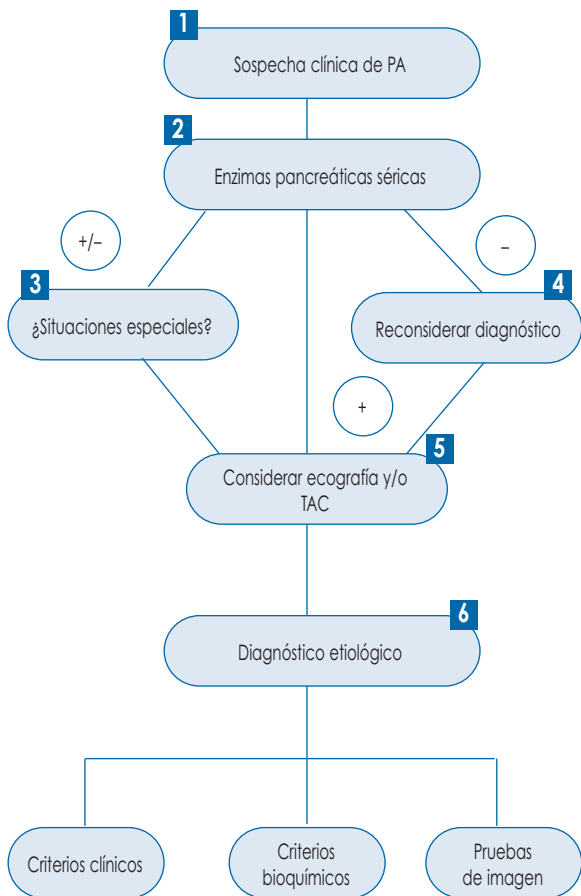 1
Sospecha clínica de PA
2
Enzimas pancreáticas séricas
+/–
–
3
¿Situaciones especiales?
4
Reconsiderar diagnóstico
+
5
Considerar ecografía y/o
TAC
6
Diagnóstico etiológico
Criterios clínicos
Criterios
bioquímicos
Pruebas
de imagen